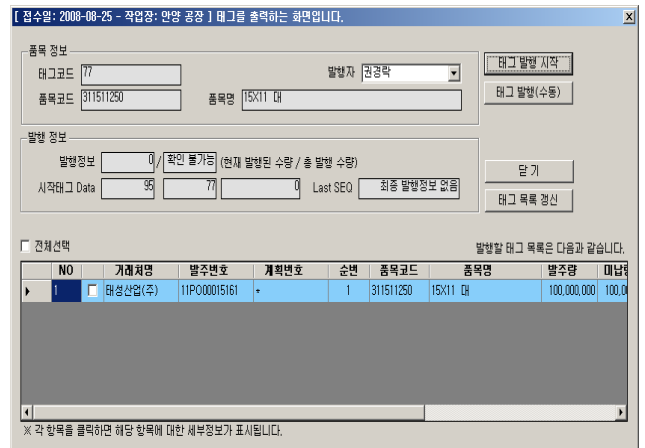 [ 접수일: 2008-08-25 - 작업장: 안양 공장 ] 태그를 출력하는 화면입니다.
품목 정보
태그코드 77 발행자 권경락 태그 발행 시작
품목코드 311511250 품목명 15X11 대 태그 발행(수동)
발행 정보
발행정보 0 / 확인 불가능 (현재 발행된 수량 / 총 발행 수량) 닫 기
시작태그 Data 95 77 0 Last SEQ 최종 발행정보 없음 태그 목록 갱신
전체선택 발행할 태그 목록은 다음과 같습니다.
NO 거래처명 발주번호 계획번호 순번 품목코드 품목명 발주량 미납량
1 태성산업(주) 11PO00015161 * 1 311511250 15X11 대 100,000,000 100,00
※ 각 항목을 클릭하면 해당 항목에 대한 세부정보가 표시됩니다.